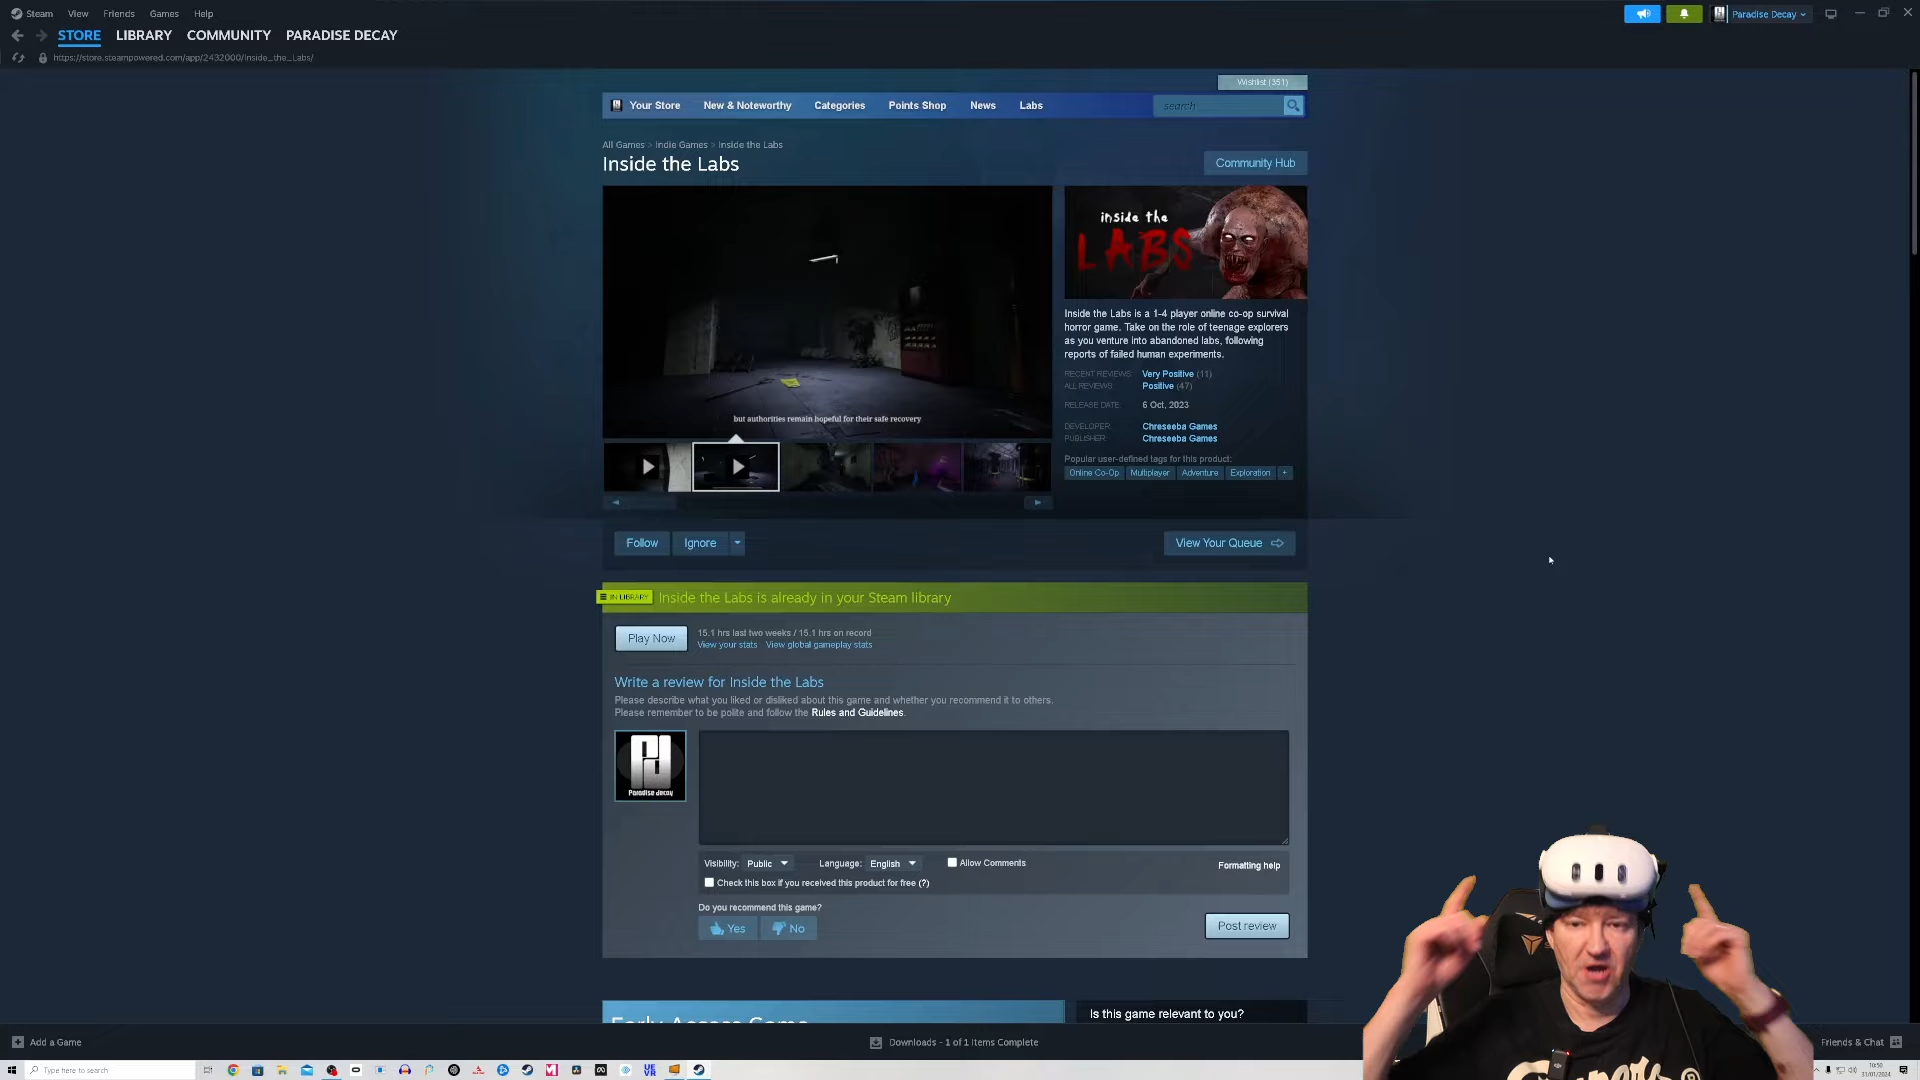 Steam View Friends Games Help
Paradise Decay
STORE LIBRARY COMMUNITY PARADISE DECAY
https://store.steampowered.com/app/2432000/Inside_the_Labs/
Wishlist (351)
Your Store New & Noteworthy Categories Points Shop News Labs
search
All Games > Indie Games > Inside the Labs
Inside the Labs
Community Hub
inside the
LABS
Inside the Labs is a 1-4 player online co-op survival
horror game. Take on the role of teenage explorers
as you venture into abandoned labs, following
reports of failed human experiments.
RECENT REVIEWS: Very Positive (11)
ALL REVIEWS: Positive (47)
RELEASE DATE: 6 Oct, 2023
DEVELOPER: Chreseeba Games
PUBLISHER: Chreseeba Games
Popular user-defined tags for this product:
Online Co-Op Multiplayer Adventure Exploration +
but authorities remain hopeful for their safe recovery
Follow Ignore
View Your Queue
IN LIBRARY Inside the Labs is already in your Steam library
Play Now
15.1 hrs last two weeks / 15.1 hrs on record
View your stats View global gameplay stats
Write a review for Inside the Labs
Please describe what you liked or disliked about this game and whether you recommend it to others.
Please remember to be polite and follow the Rules and Guidelines.
Paradise decay
Visibility: Public Language: English Allow Comments
Formatting help
Check this box if you received this product for free (?)
Do you recommend this game?
Yes No
Post review
Early Access Game
Is this game relevant to you?
Add a Game
Downloads - 1 of 1 Items Complete
Friends & Chat
Type here to search
UE
VR
10:50
31/01/2024